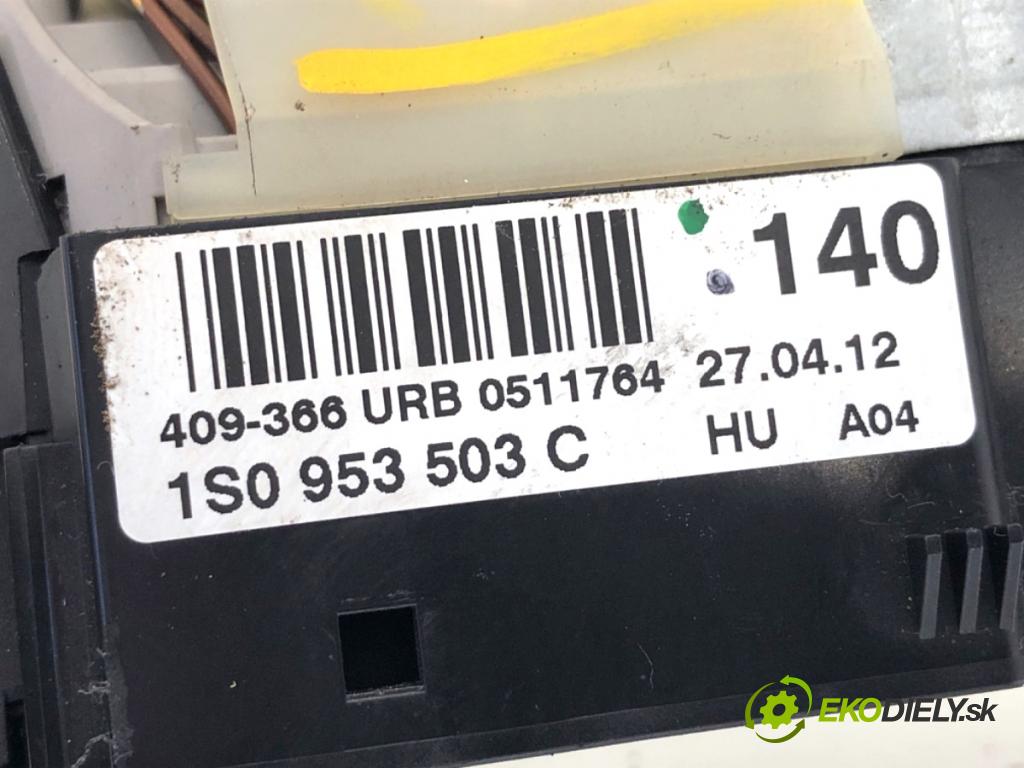 140
409-366 URB 0511764 27.04.12
1S0 953 503 C HU A04
EKODIELY.sk